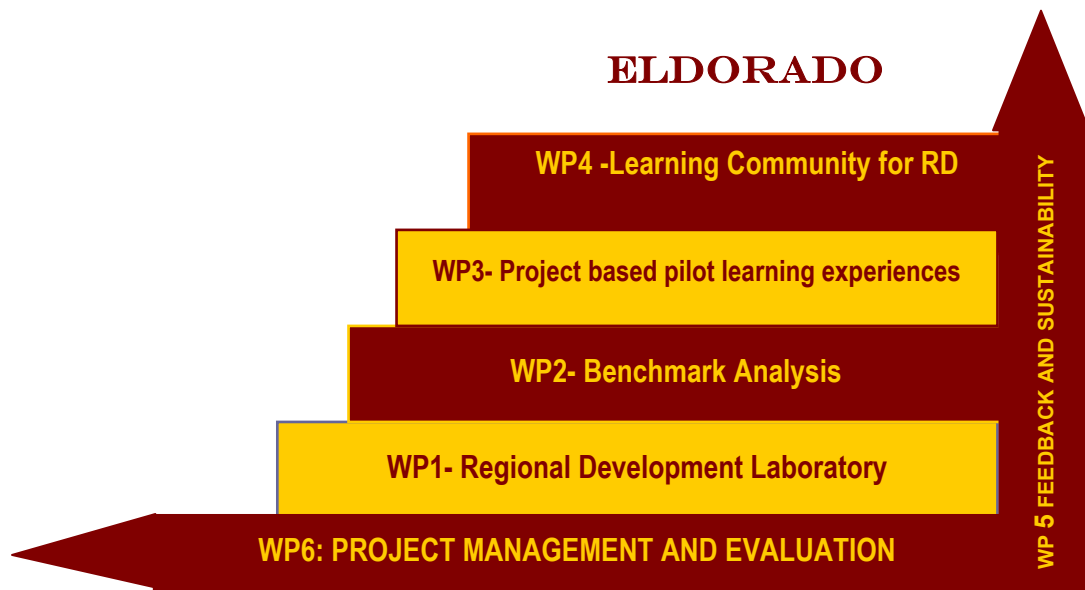 ELDORADO
WP4 -Learning Community for RD
WP3- Project based pilot learning experiences
WP2- Benchmark Analysis
WP1- Regional Development Laboratory
WP6: PROJECT MANAGEMENT AND EVALUATION
WP 5 FEEDBACK AND SUSTAINABILITY